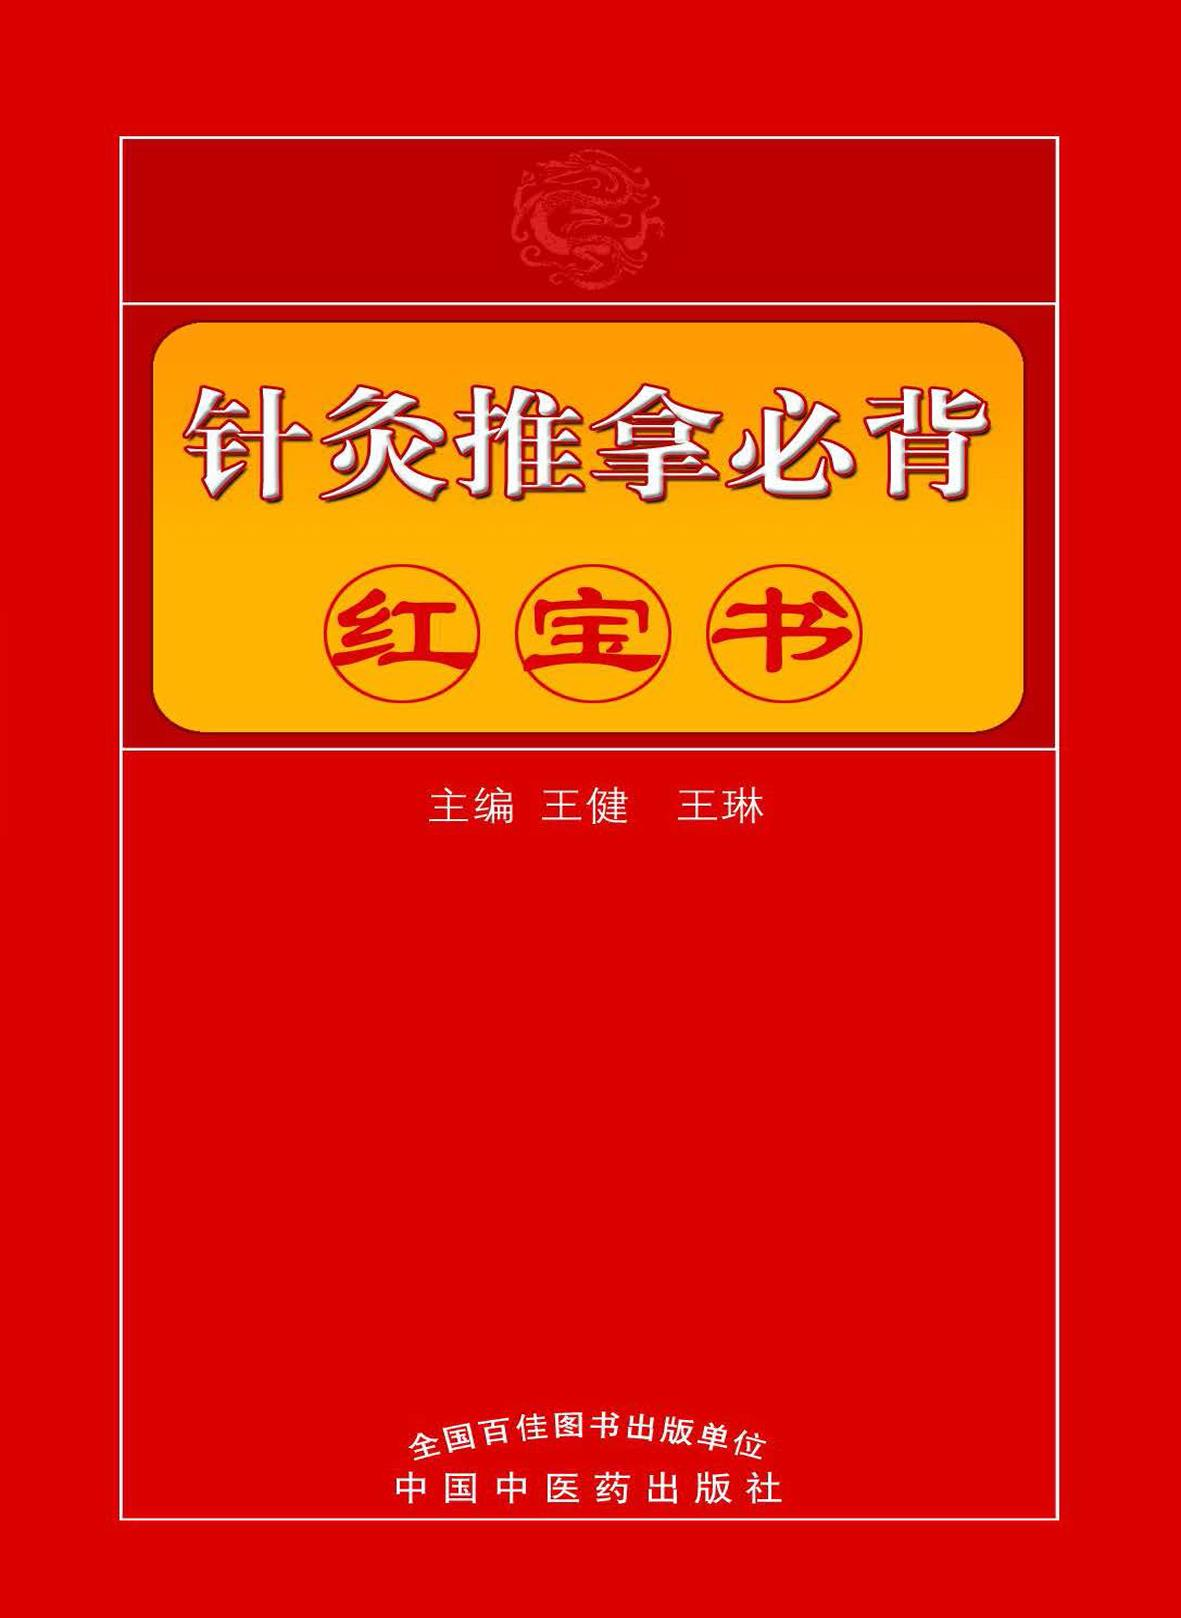 针灸推拿必背
红宝书
主编 王健 王琳
全国百佳图书出版单位
中国中医药出版社